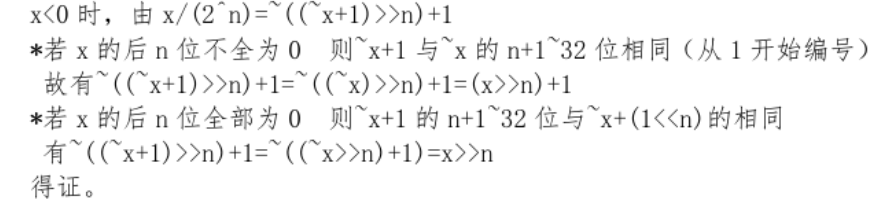 x<0 时，由 x/(2^n)=~((~x+1)>>n)+1
*若 x 的后 n 位不全为 0 则~x+1 与~x 的 n+1~32 位相同（从 1 开始编号）
故有~((~x+1)>>n)+1=~((~x)>>n)+1=(x>>n)+1
*若 x 的后 n 位全部为 0 则~x+1 的 n+1~32 位与~x+(1<<n)的相同
有~((~x+1)>>n)+1=~((~x>>n)+1)=x>>n
得证。